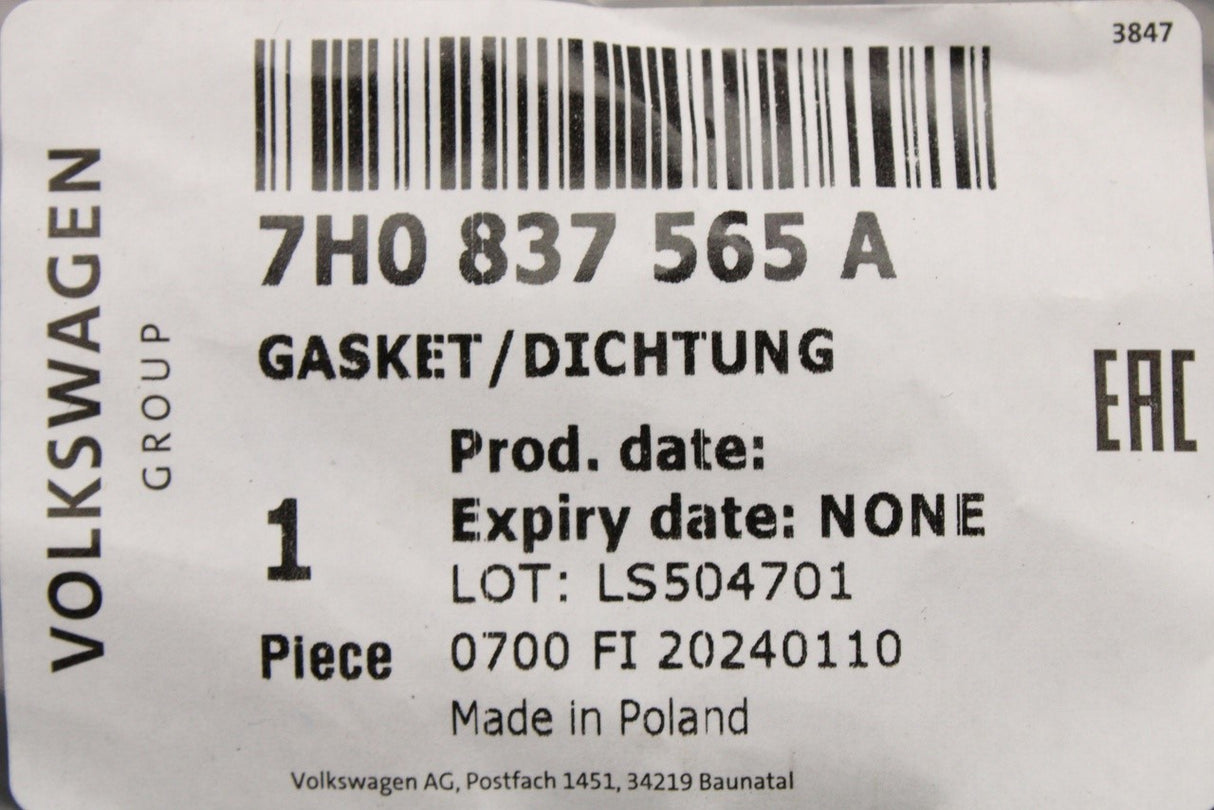 3847
VOLKSWAGEN
GROUP
7H0 837 565 A
GASKET/DICHTUNG
EAC
Prod. date:
Expiry date: NONE
1
LOT: LS504701
Piece
0700 FI 20240110
Made in Poland
Volkswagen AG, Postfach 1451, 34219 Baunatal